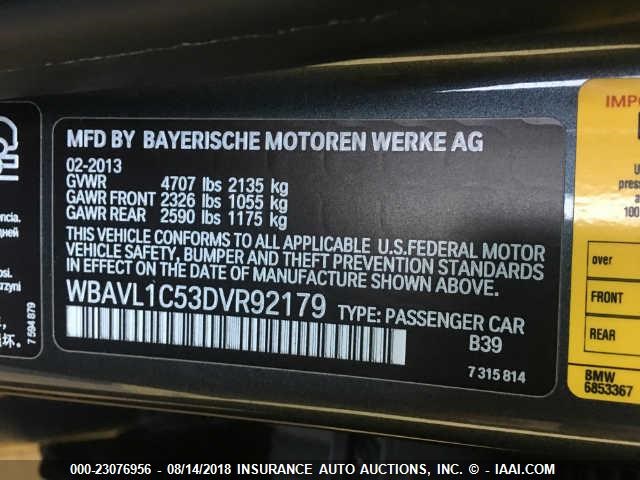 MFD BY BAYERISCHE MOTOREN WERKE AG
02-2013
GVWR 4707 lbs 2135 kg
GAWR FRONT 2326 lbs 1055 kg
GAWR REAR 2590 lbs 1175 kg
THIS VEHICLE CONFORMS TO ALL APPLICABLE U.S.FEDERAL MOTOR
VEHICLE SAFETY, BUMPER AND THEFT PREVENTION STANDARDS
IN EFFECT ON THE DATE OF MANUFACTURE SHOWN ABOVE.
WBAVL1C53DVR92179 TYPE: PASSENGER CAR
B39
7 315 814
7 594 879
over
FRONT
REAR
BMW
6853367
000-23076956 - 08/14/2018 INSURANCE AUTO AUCTIONS, INC. - IAAI.COM